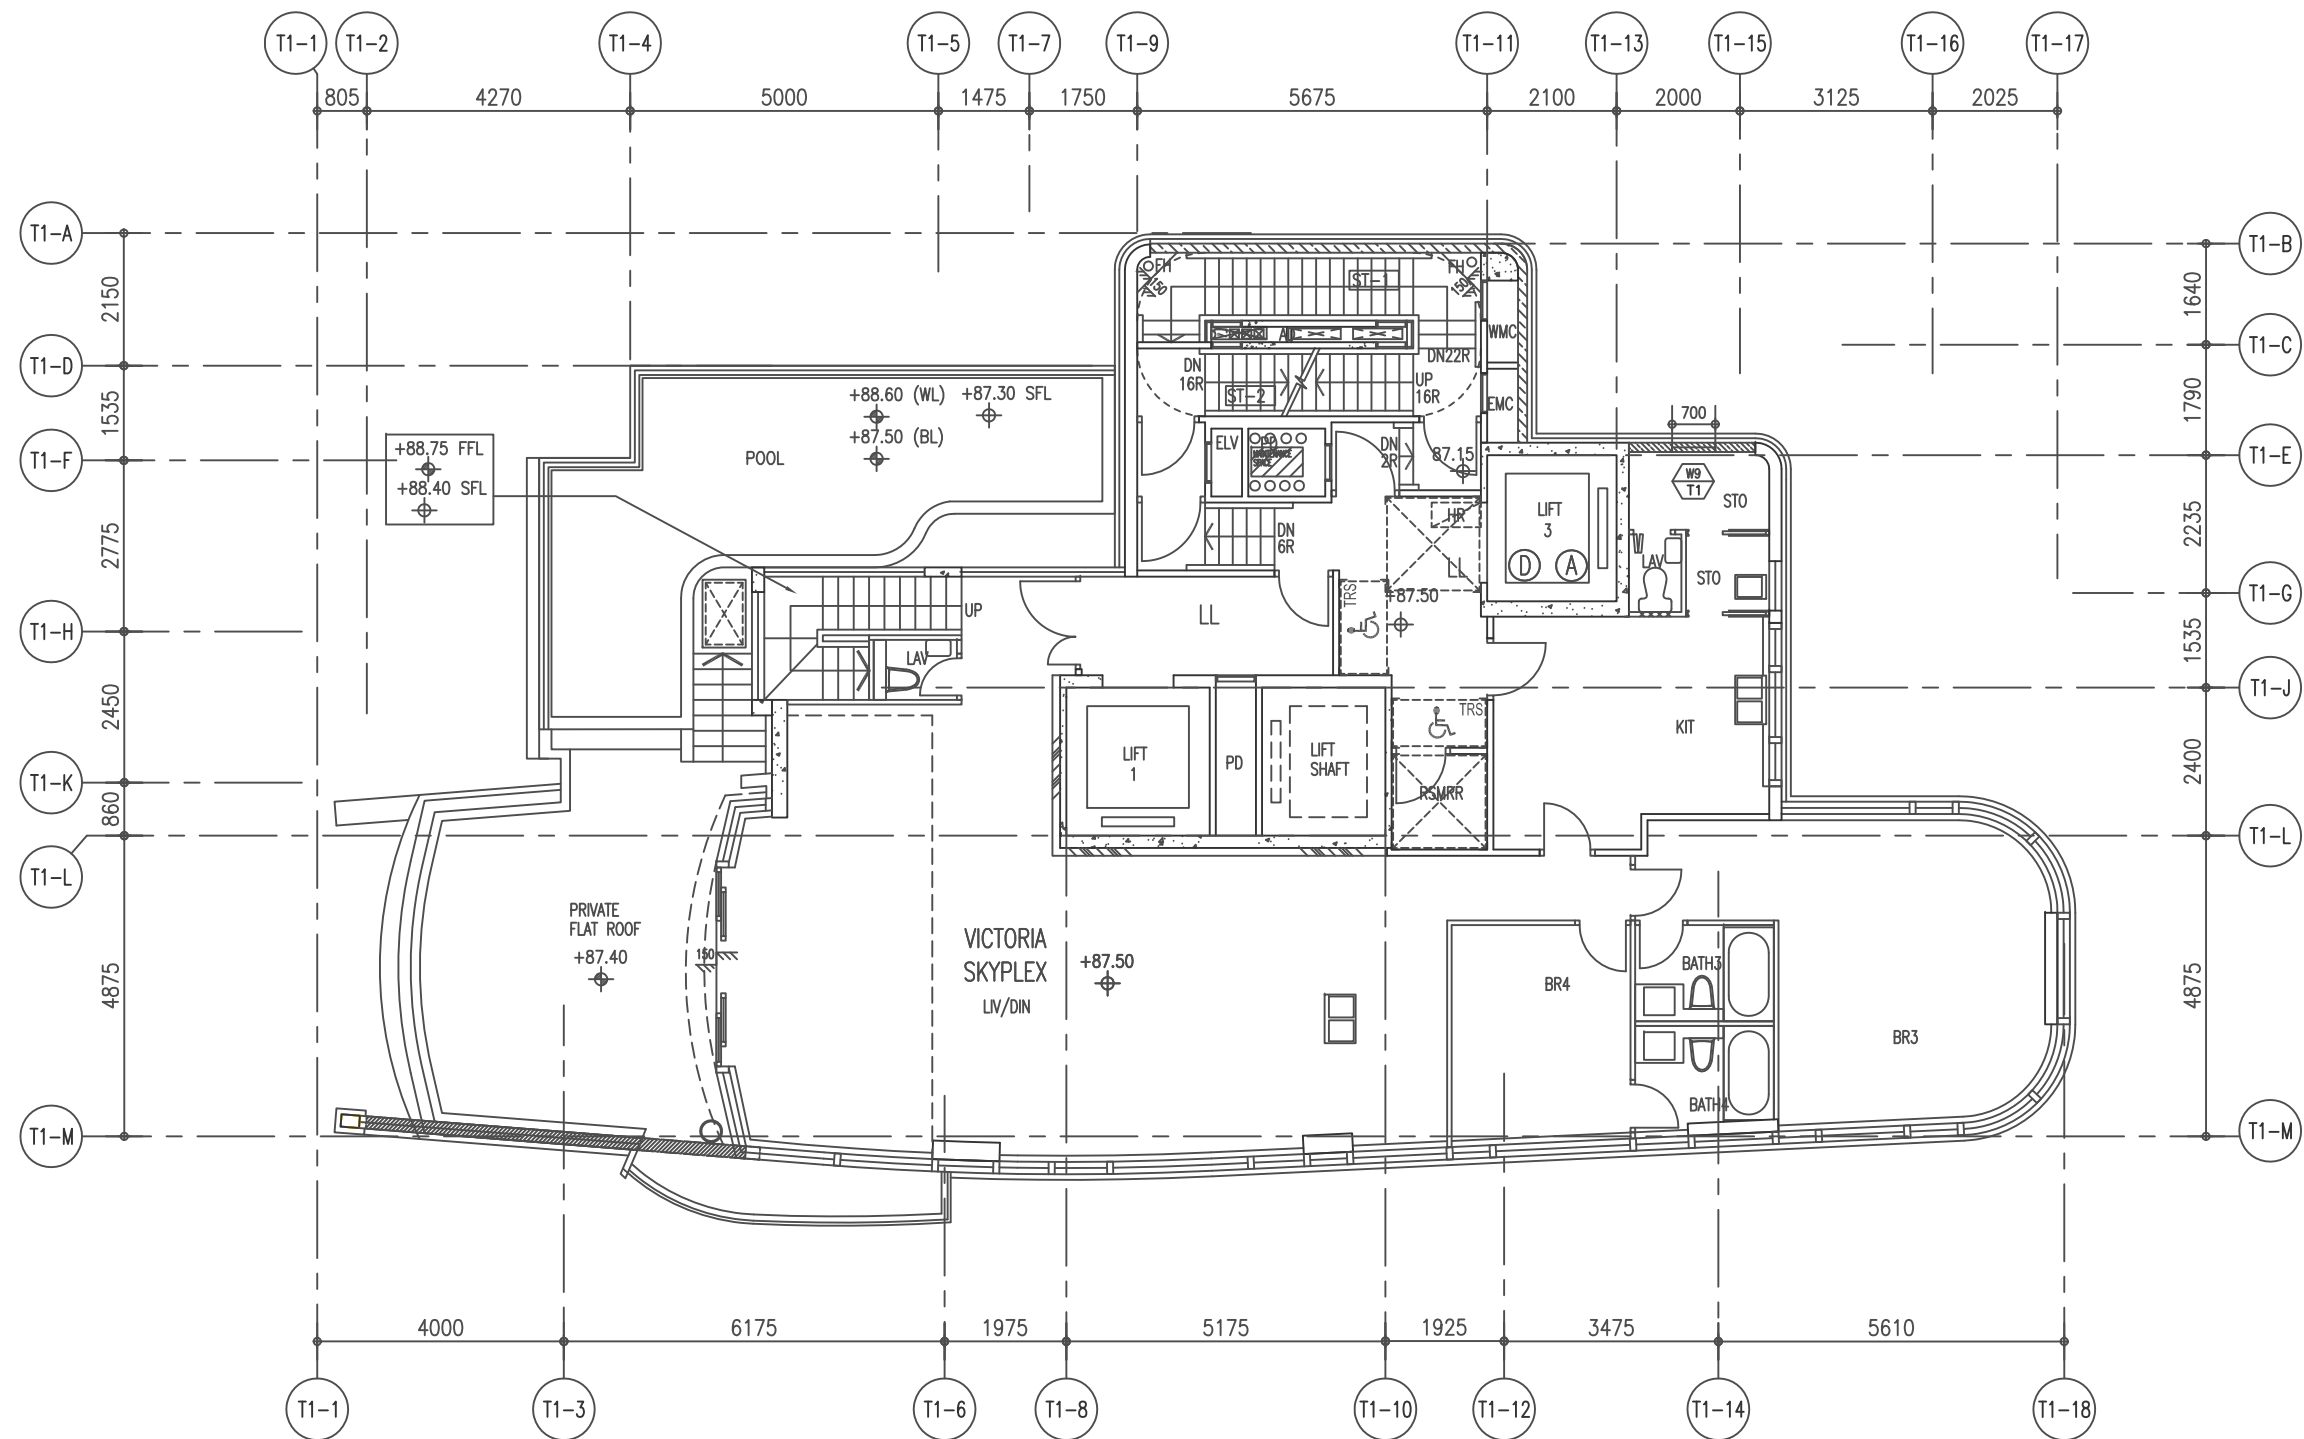 T1-1
T1-2
T1-4
T1-5
T1-7
T1-9
T1-11
T1-13
T1-15
T1-16
T1-17
805
4270
5000
1475
1750
5675
2100
2000
3125
2025
T1-A
T1-B
2150
1640
T1-D
T1-C
1535
1790
T1-F
T1-E
2775
2235
T1-H
T1-G
2450
1535
T1-K
T1-J
860
2400
T1-L
T1-L
4875
4875
T1-M
T1-M
FH
150
ST-1
FH
150
WMC
DN
16R
DN22R
ST-2
UP
16R
EMC
+88.60 (WL)
+87.30 SFL
+87.50 (BL)
POOL
+88.75 FFL
+88.40 SFL
ELV
MAINTENANCE
SPACE
DN
2R
87.15
700
W9
T1
STO
HR
LIFT
3
D
A
LAV
STO
LL
DN
6R
UP
LL
TRS
+87.50
LAV
LIFT
1
PD
LIFT
SHAFT
TRS
KIT
RSMRR
PRIVATE
FLAT ROOF
+87.40
150
VICTORIA
SKYPLEX
LIV/DIN
+87.50
BR4
BATH3
BR3
BATH4
4000
6175
1975
5175
1925
3475
5610
T1-1
T1-3
T1-6
T1-8
T1-10
T1-12
T1-14
T1-18